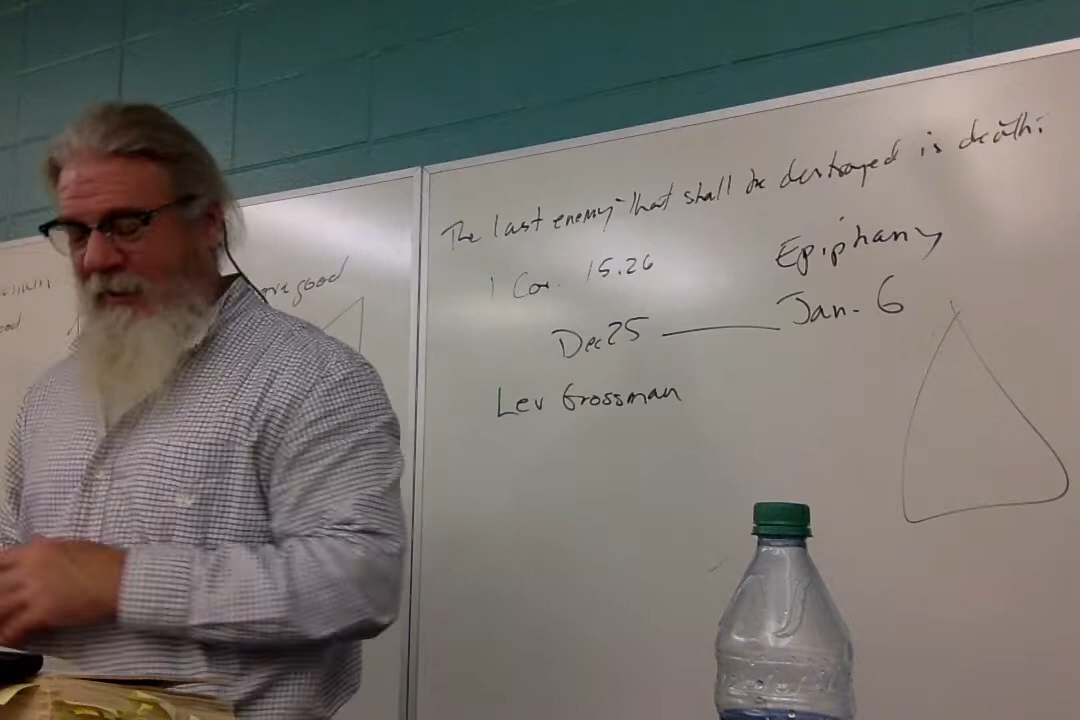 The last enemy that shall be destroyed is death.
1 Cor. 15.26
Epiphany
Dec 25 — Jan. 6
Lev Grossman
good